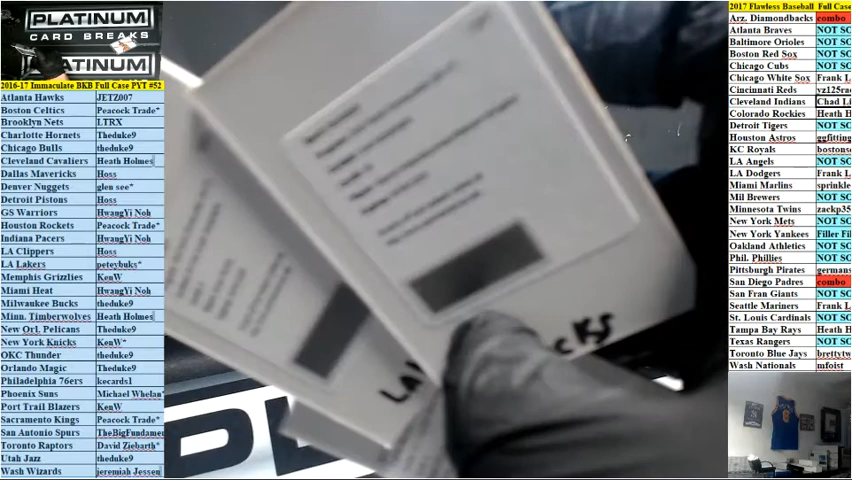 PLATINUM
CARD BREAKS
PLATINUM
2016-17 Immaculate BKB Full Case PYT #52
Atlanta Hawks JETZ007
Boston Celtics Peacock Trade*
Brooklyn Nets LTRX
Charlotte Hornets Theduke9
Chicago Bulls theduke9
Cleveland Cavaliers Heath Holmes
Dallas Mavericks Hoss
Denver Nuggets glen see*
Detroit Pistons Hoss
GS Warriors HwangYi Noh
Houston Rockets Peacock Trade*
Indiana Pacers HwangYi Noh
LA Clippers Hoss
LA Lakers peteybuks*
Memphis Grizzlies KenW
Miami Heat HwangYi Noh
Milwaukee Bucks theduke9
Minn. Timberwolves Heath Holmes
New Orl. Pelicans Theduke9
New York Knicks KenW*
OKC Thunder theduke9
Orlando Magic Theduke9
Philadelphia 76ers kecards1
Phoenix Suns Michael Whelan*
Port Trail Blazers KenW
Sacramento Kings Peacock Trade*
San Antonio Spurs TheBigFundamen
Toronto Raptors David Ziebarth*
Utah Jazz theduke9
Wash Wizards jeremiah Jessen
2017 Flawless Baseball Full Case
Arz. Diamondbacks combo
Atlanta Braves NOT SO
Baltimore Orioles NOT SO
Boston Red Sox NOT SO
Chicago Cubs NOT SO
Chicago White Sox Frank L
Cincinnati Reds yz125ra
Cleveland Indians Chad Li
Colorado Rockies Heath H
Detroit Tigers NOT SO
Houston Astros ggfitting
KC Royals bostons
LA Angels NOT SO
LA Dodgers Frank L
Miami Marlins sprinkle
Mil Brewers NOT SO
Minnesota Twins zackp35
New York Mets NOT SO
New York Yankees Filler Fil
Oakland Athletics NOT SO
Phil. Phillies NOT SO
Pittsburgh Pirates germans
San Diego Padres combo
San Fran Giants NOT SO
Seattle Mariners Frank L
St. Louis Cardinals NOT SO
Tampa Bay Rays Heath H
Texas Rangers NOT SO
Toronto Blue Jays brettytw
Wash Nationals mfoist